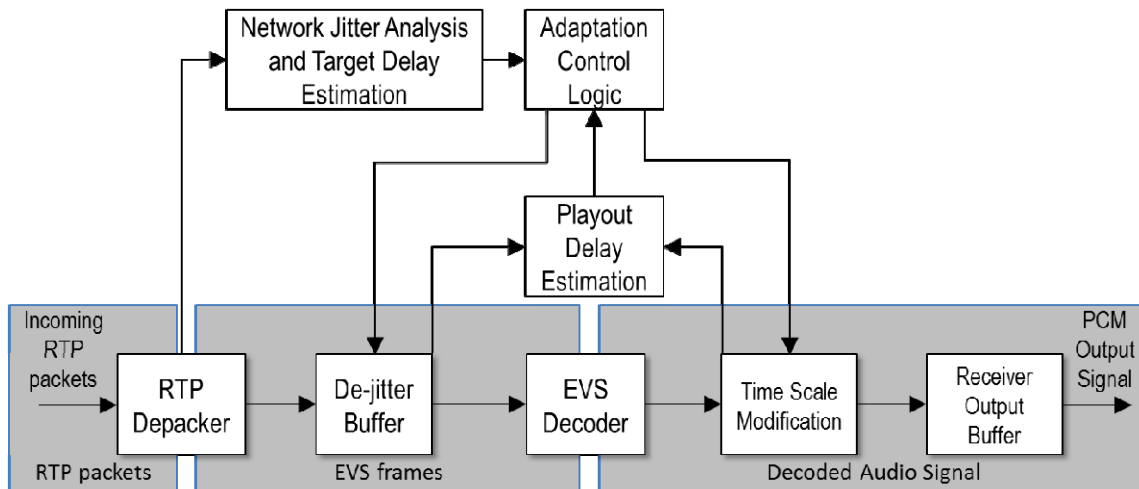 Network Jitter Analysis
and Target Delay
Estimation
Adaptation
Control
Logic
Playout
Delay
Estimation
Incoming
RTP
packets
RTP
Depacker
De-jitter
Buffer
EVS
Decoder
Time Scale
Modification
Receiver
Output
Buffer
PCM
Output
Signal
RTP packets
EVS frames
Decoded Audio Signal